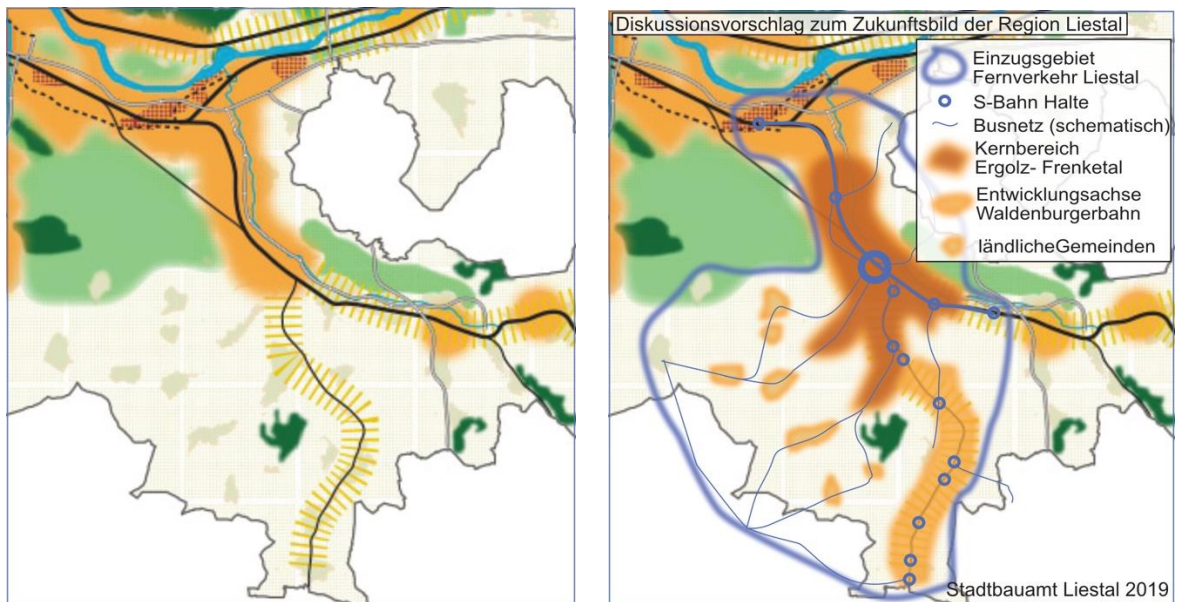 Diskussionsvorschlag zum Zukunftsbild der Region Liestal
Einzugsgebiet
Fernverkehr Liestal
S-Bahn Halte
Busnetz (schematisch)
Kernbereich
Ergolz- Frenketal
Entwicklungsachse
Waldenburgerbahn
ländlicheGemeinden
Stadtbauamt Liestal 2019